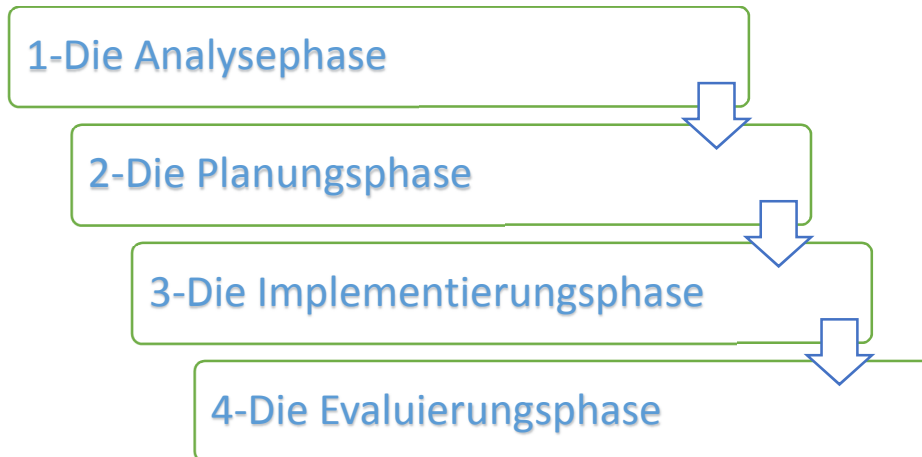 1-Die Analysephase
2-Die Planungsphase
3-Die Implementierungsphase
4-Die Evaluierungsphase